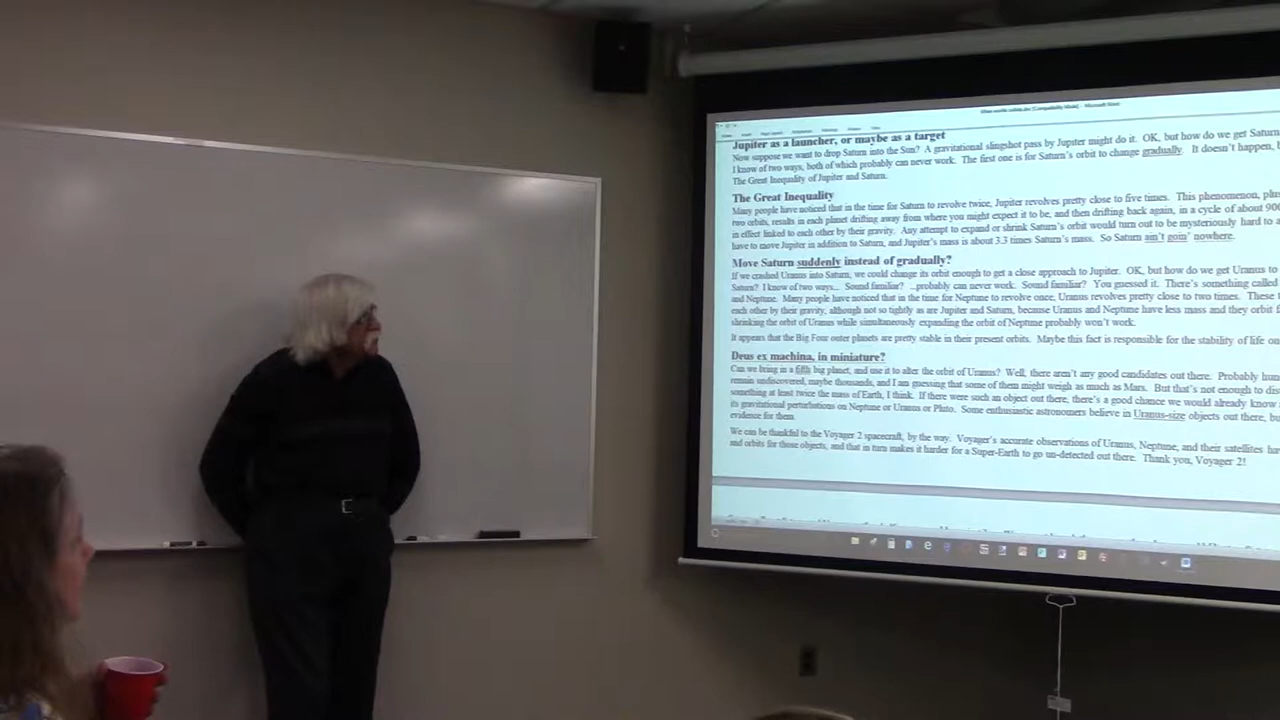 Jupiter as a launcher, or maybe as a target
Now suppose we want to drop Saturn into the Sun? A gravitational slingshot pass by Jupiter might do it. OK, but how do we get Saturn
I know of two ways, both of which probably can never work. The first one is for Saturn's orbit to change gradually. It doesn't happen,
The Great Inequality of Jupiter and Saturn.
The Great Inequality
Many people have noticed that in the time for Saturn to revolve twice, Jupiter revolves pretty close to five times. This phenomenon, plus
two orbits, results in each planet drifting away from where you might expect it to be, and then drifting back again, in a cycle of about 900
in effect linked to each other by their gravity. Any attempt to expand or shrink Saturn's orbit would turn out to be mysteriously hard to
have to move Jupiter in addition to Saturn, and Jupiter's mass is about 3.3 times Saturn's mass. So Saturn ain't goin' nowhere.
Move Saturn suddenly instead of gradually?
If we crashed Uranus into Saturn, we could change its orbit enough to get a close approach to Jupiter. OK, but how do we get Uranus to
Saturn? I know of two ways... Sound familiar? ...probably can never work. Sound familiar? You guessed it. There's something called
and Neptune. Many people have noticed that in the time for Neptune to revolve once, Uranus revolves pretty close to two times. These
each other by their gravity, although not so tightly as are Jupiter and Saturn, because Uranus and Neptune have less mass and they orbit
shrinking the orbit of Uranus while simultaneously expanding the orbit of Neptune probably won't work.
It appears that the Big Four outer planets are pretty stable in their present orbits. Maybe this fact is responsible for the stability of life on
Deus ex machina, in miniature?
Can we bring in a fifth big planet, and use it to alter the orbit of Uranus? Well, there aren't any good candidates out there. Probably
remain undiscovered, maybe thousands, and I am guessing that some of them might weigh as much as Mars. But that's not enough to
something at least twice the mass of Earth, I think. If there were such an object out there, there's a good chance we would already know
its gravitational perturbations on Neptune or Uranus or Pluto. Some enthusiastic astronomers believe in Uranus-size objects out there,
evidence for them.
We can be thankful to the Voyager 2 spacecraft, by the way. Voyager's accurate observations of Uranus, Neptune, and their satellites
and orbits for those objects, and that in turn makes it harder for a Super-Earth to go un-detected out there. Thank you, Voyager 2!